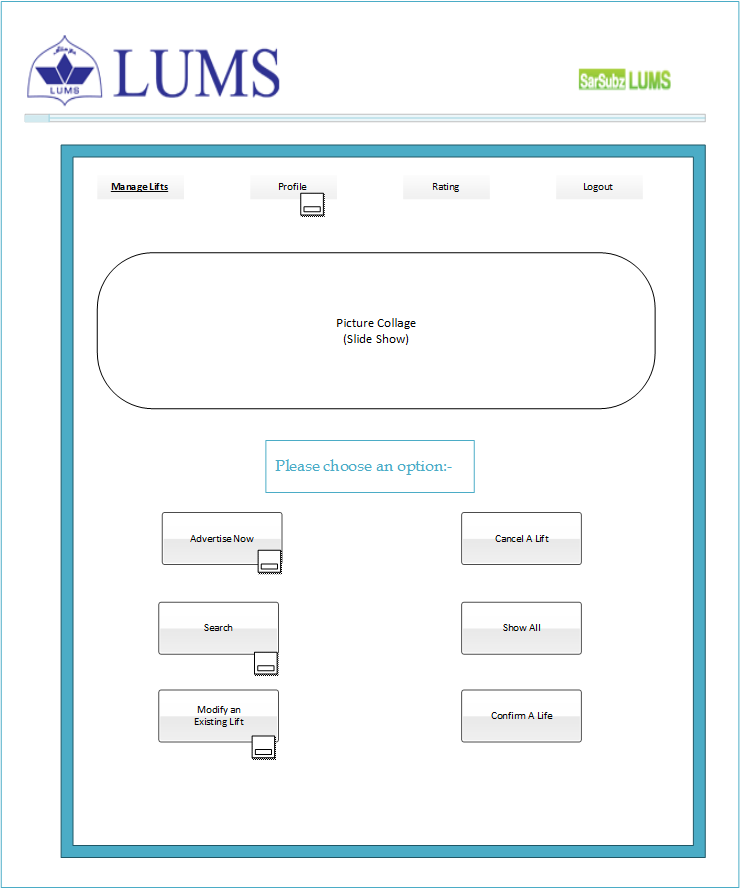 LUMS
LUMS
SarSubz LUMS
Manage Lifts
Profile
Rating
Logout
Picture Collage
(Slide Show)
Please choose an option:-
Advertise Now
Cancel A Lift
Search
Show All
Modify an
Existing Lift
Confirm A Life